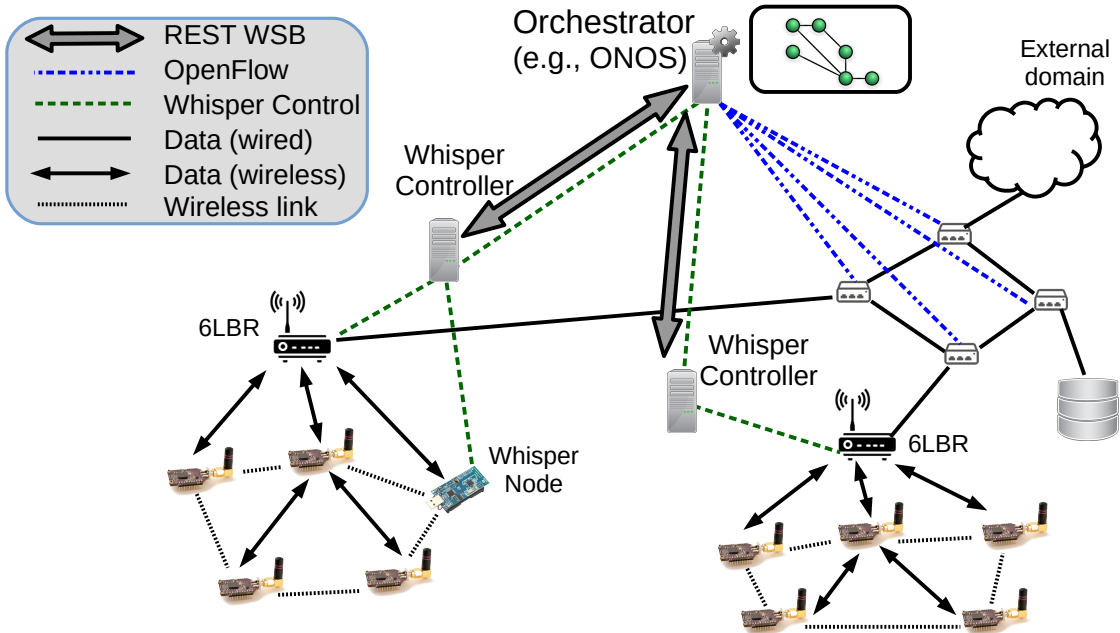 REST WSB
OpenFlow
Whisper Control
Data (wired)
Data (wireless)
Wireless link
Orchestrator
(e.g., ONOS)
External
domain
Whisper
Controller
6LBR
Whisper
Controller
6LBR
Whisper
Node